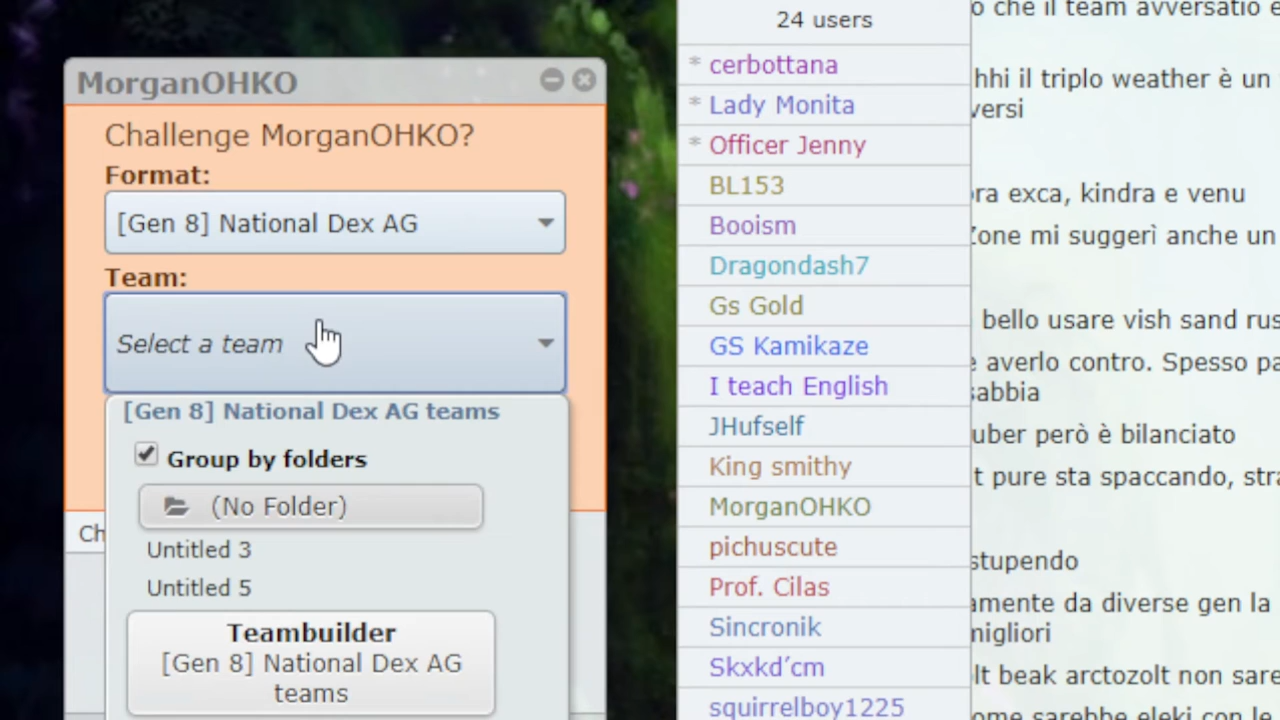 MorganOHKO
Challenge MorganOHKO?
Format:
[Gen 8] National Dex AG
Team:
Select a team
[Gen 8] National Dex AG teams
Group by folders
(No Folder)
Untitled 3
Untitled 5
Teambuilder
[Gen 8] National Dex AG
teams
Ch
24 users
* cerbottana
* Lady Monita
* Officer Jenny
BL153
Booism
Dragondash7
Gs Gold
GS Kamikaze
I teach English
JHufself
King smithy
MorganOHKO
pichuscute
Prof. Cilas
Sincronik
Skxkd´cm
squirrelboy1225
o che il team avversatio e
hhi il triplo weather è un
versi
ra exca, kindra e venu
Zone mi suggerì anche un
bello usare vish sand rus
e averlo contro. Spesso pa
sabbia
uber però è bilanciato
t pure sta spaccando, stra
stupendo
amente da diverse gen la
migliori
lt beak arctozolt non sare
ome sarebbe eleki con le